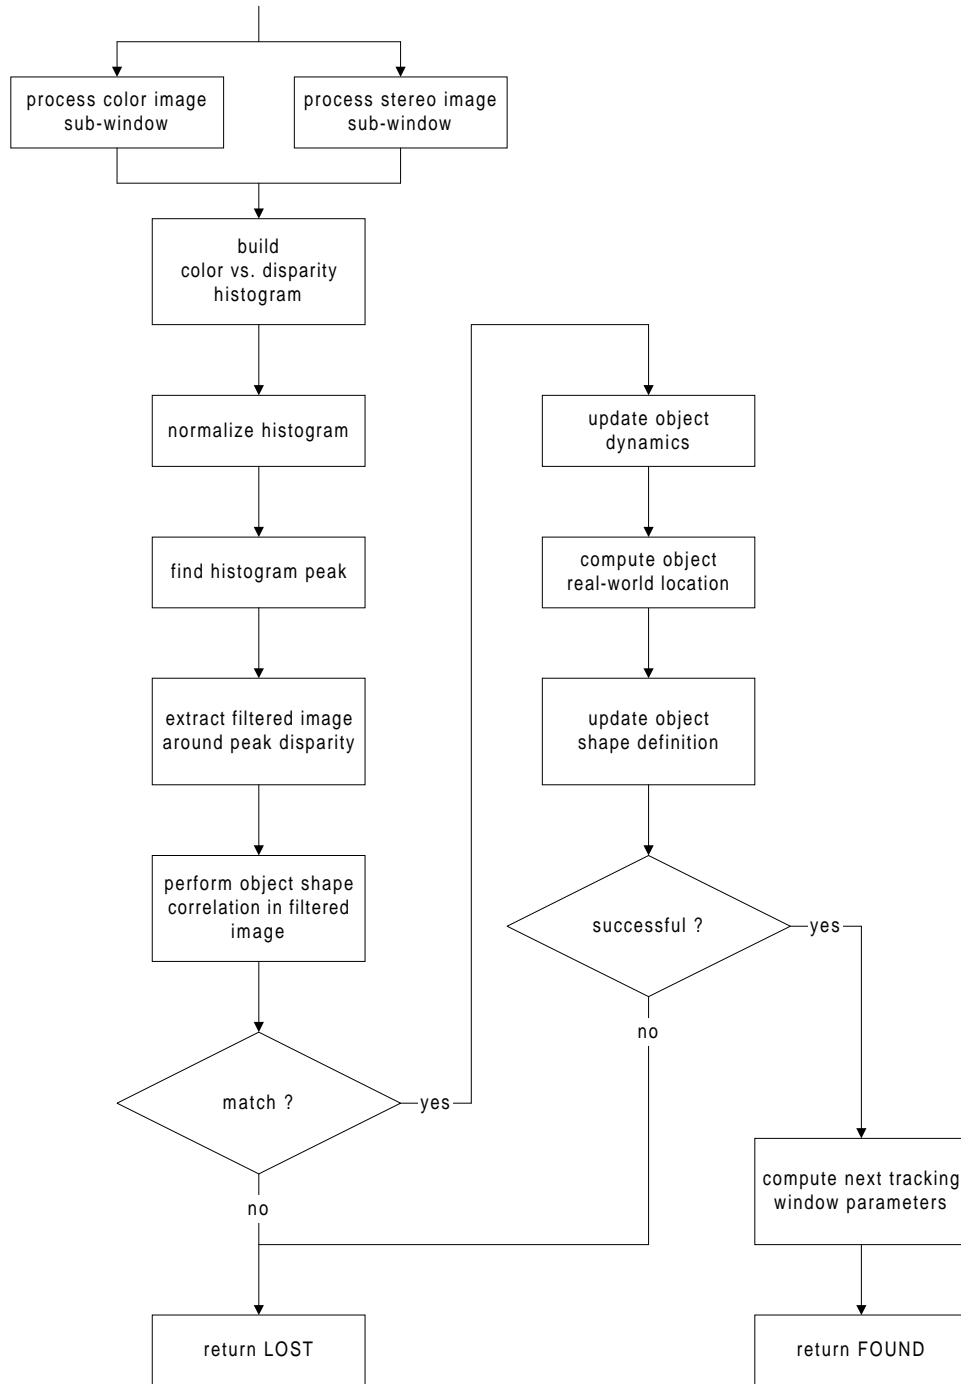 process color image
sub-window
process stereo image
sub-window
build
color vs. disparity
histogram
normalize histogram
find histogram peak
extract filtered image
around peak disparity
perform object shape
correlation in filtered
image
match ?
yes
no
return LOST
update object
dynamics
compute object
real-world location
update object
shape definition
successful ?
yes
no
compute next tracking
window parameters
return FOUND